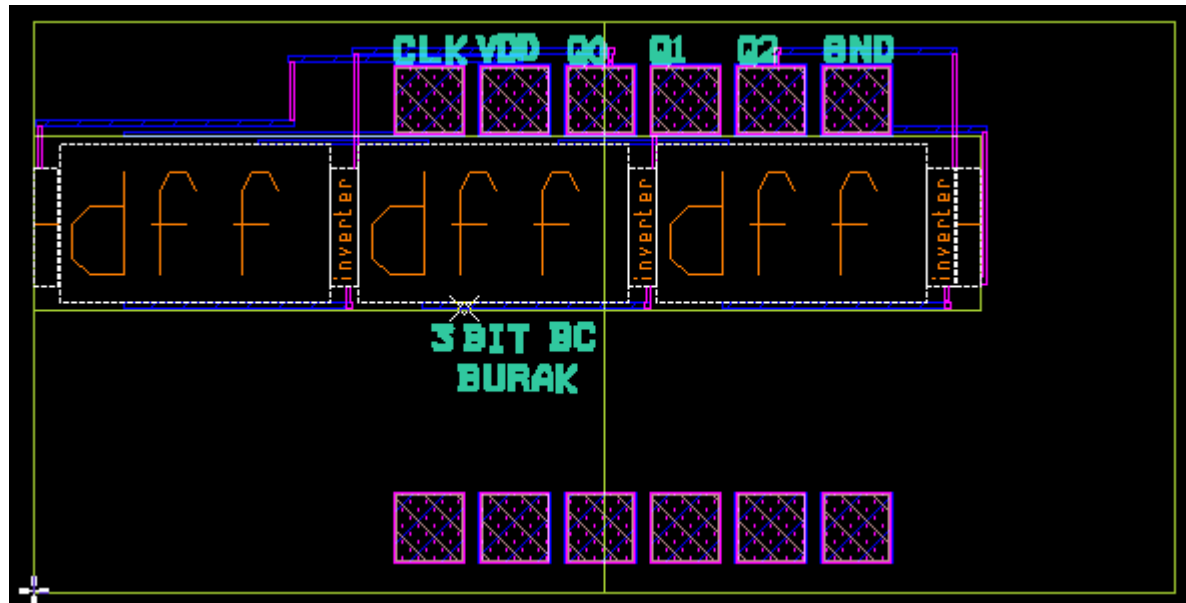 CLK VDD Q0 Q1 Q2 GND
dff inverter dff inverter dff inverter
3 BIT BC
BURAK